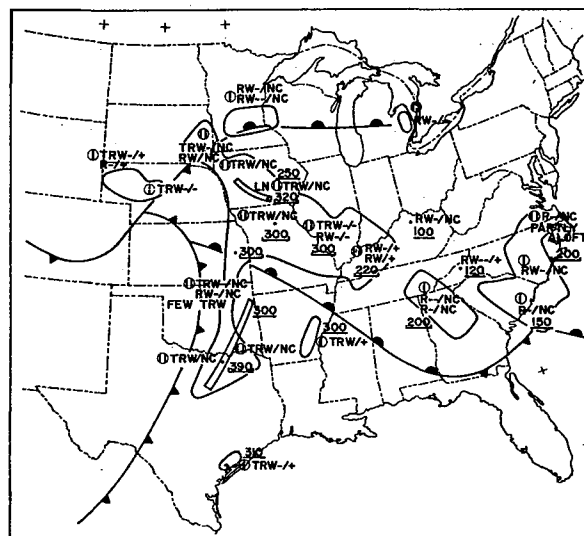 RW-/NC
RW--/NC
RW-/-
TRW-/NC
RW/NC
TRW-/+
R-/+
TRW/NC
TRW-/-
250
LN TRW/NC
320
TRW/NC
300
TRW-/-
RW-/-
300
RW-/+
RW/+
220
RW-/NC
100
R-/NC
PARTLY
ALOFT
200
300
RW--/+
120
RW-/NC
TRW-/NC
RW-/NC
FEW TRW
R-/NC
R-/NC
200
R-/NC
150
300
300
TRW/+
TRW/NC
TRW/NC
390
310
TRW-/+